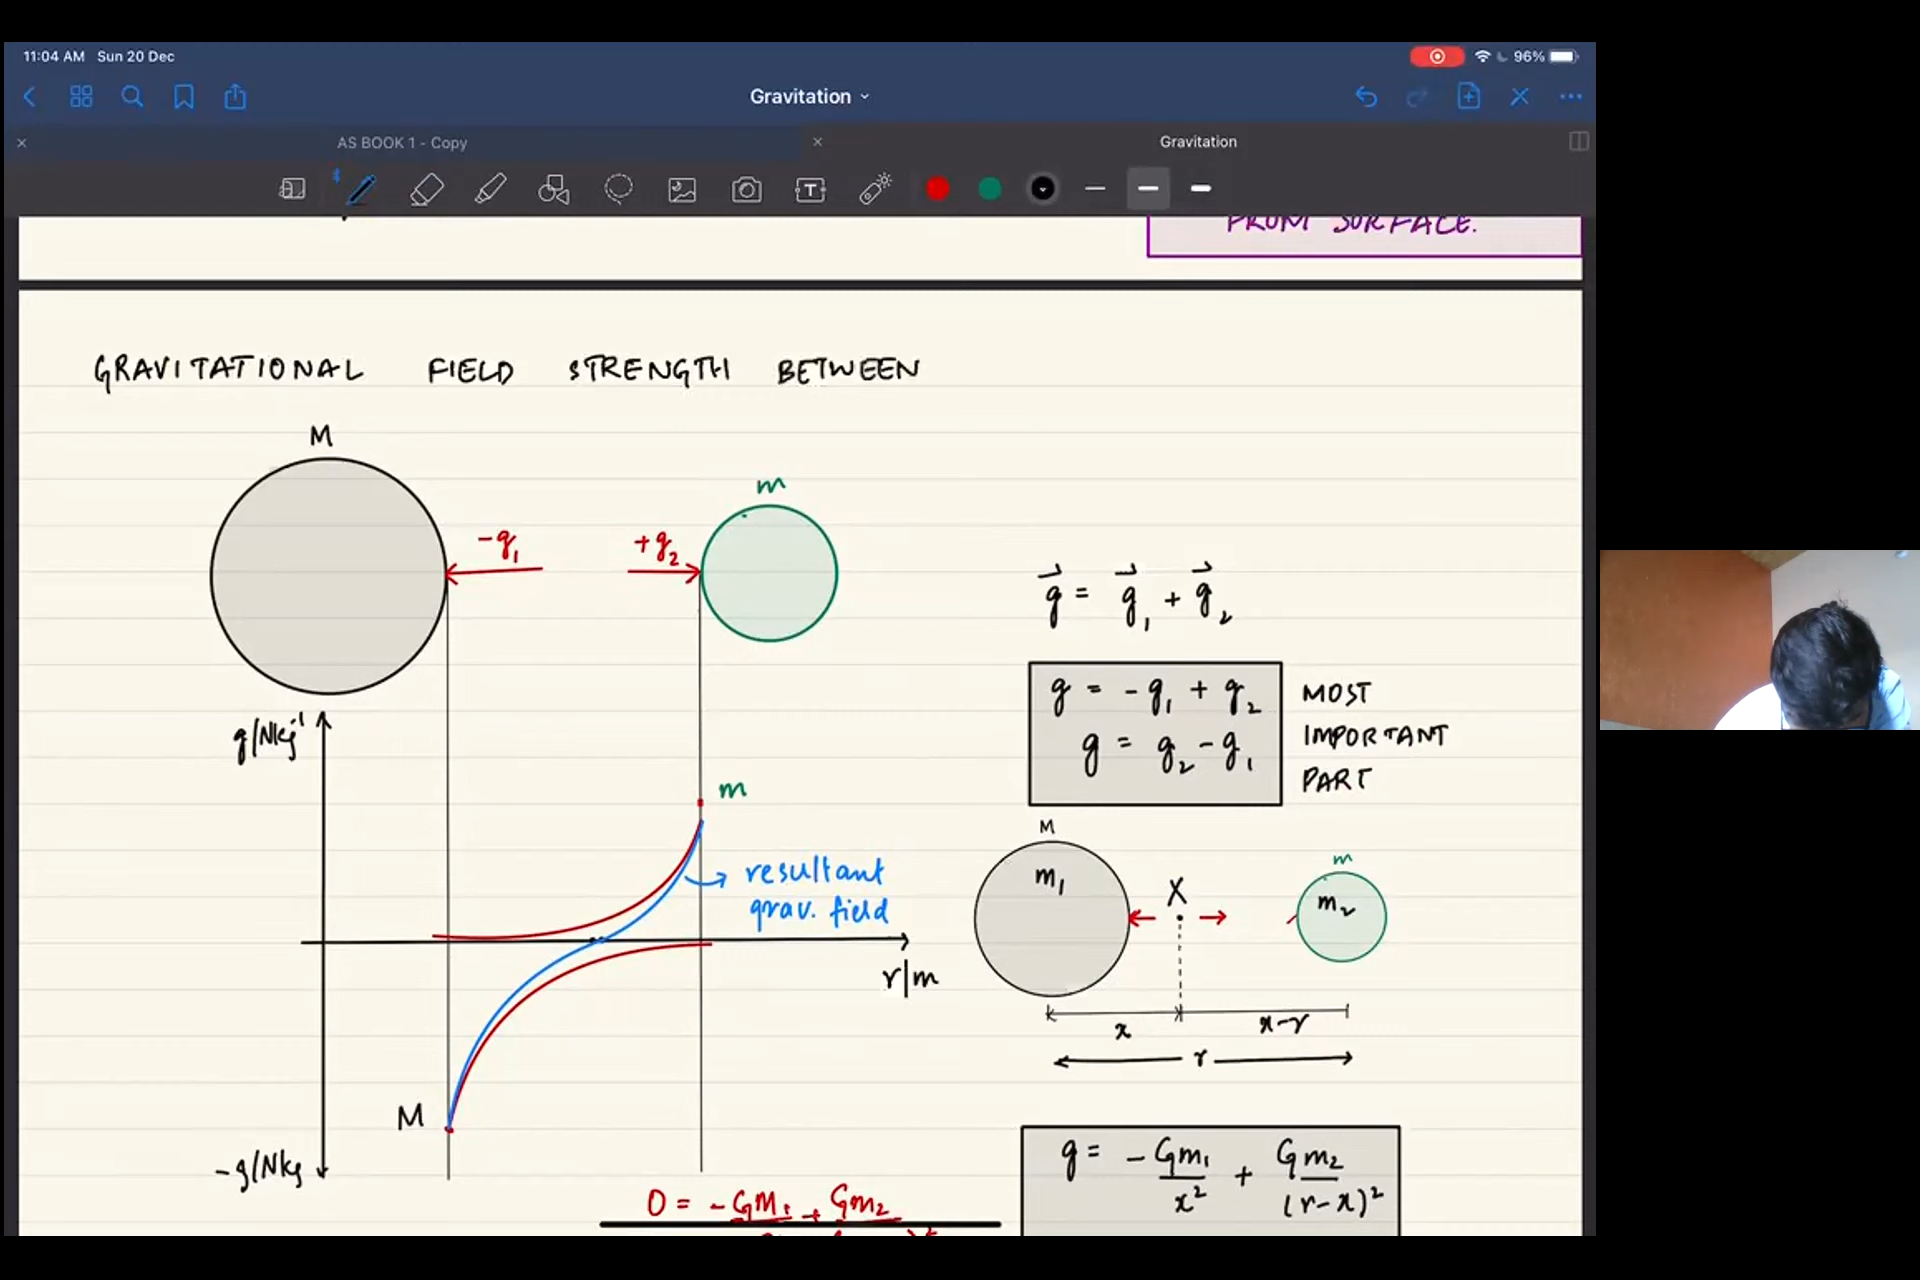 11:04 AM Sun 20 Dec
96%
Gravitation
AS BOOK 1 - Copy
Gravitation
T
FROM SURFACE.
GRAVITATIONAL FIELD STRENGTH BETWEEN
M
m
-g₁
+g₂
g⃗ = g⃗₁ + g⃗₂
g = -g₁ + g₂
g = g₂ - g₁
MOST
IMPORTANT
PART
g/Nkg⁻¹
m
resultant
grav. field
r/m
M
-g/Nkg
M
m₁
X
m
m₂
x
x-r
r
g = -Gm₁/x² + Gm₂/(r-x)²
0 = -GM₁ + Gm₂